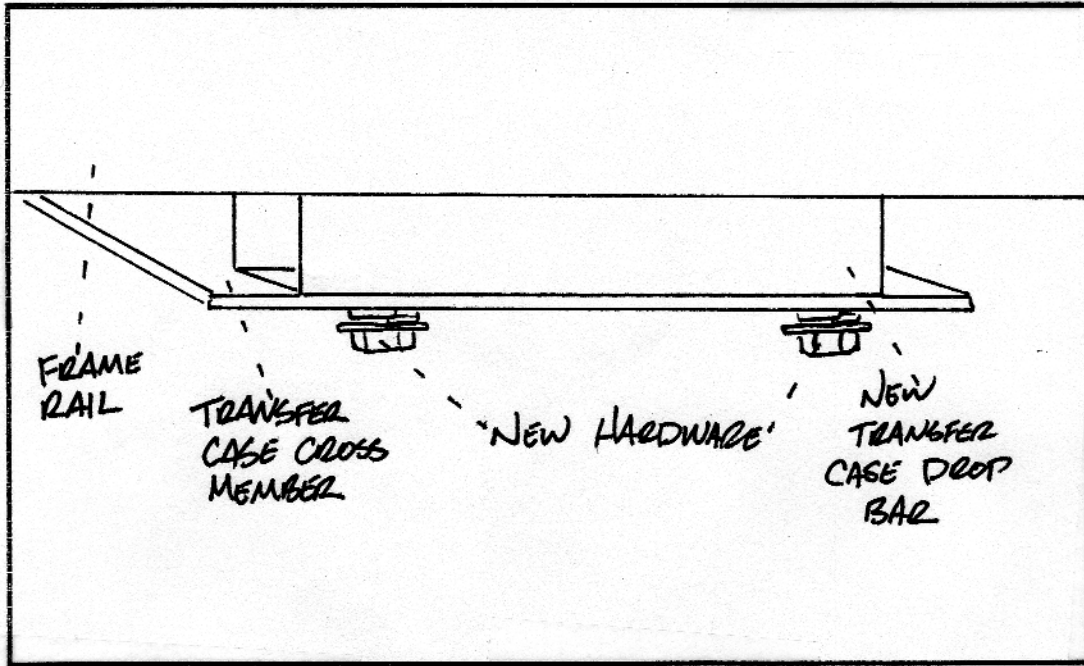 FRAME
RAIL
TRANSFER
CASE CROSS
MEMBER
NEW HARDWARE
NEW
TRANSFER
CASE DROP
BAR